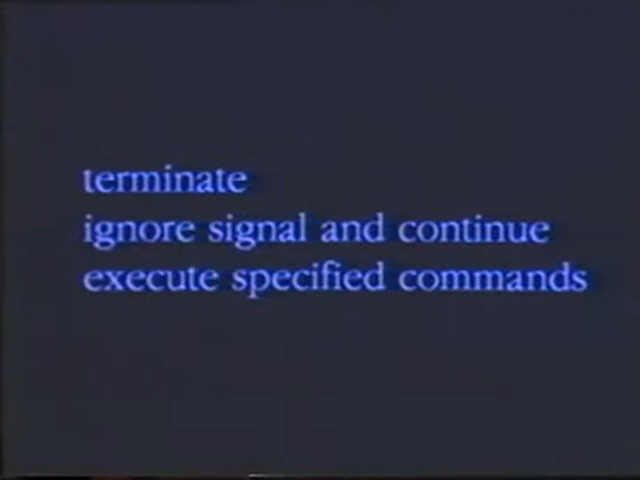 terminate
ignore signal and continue
execute specified commands